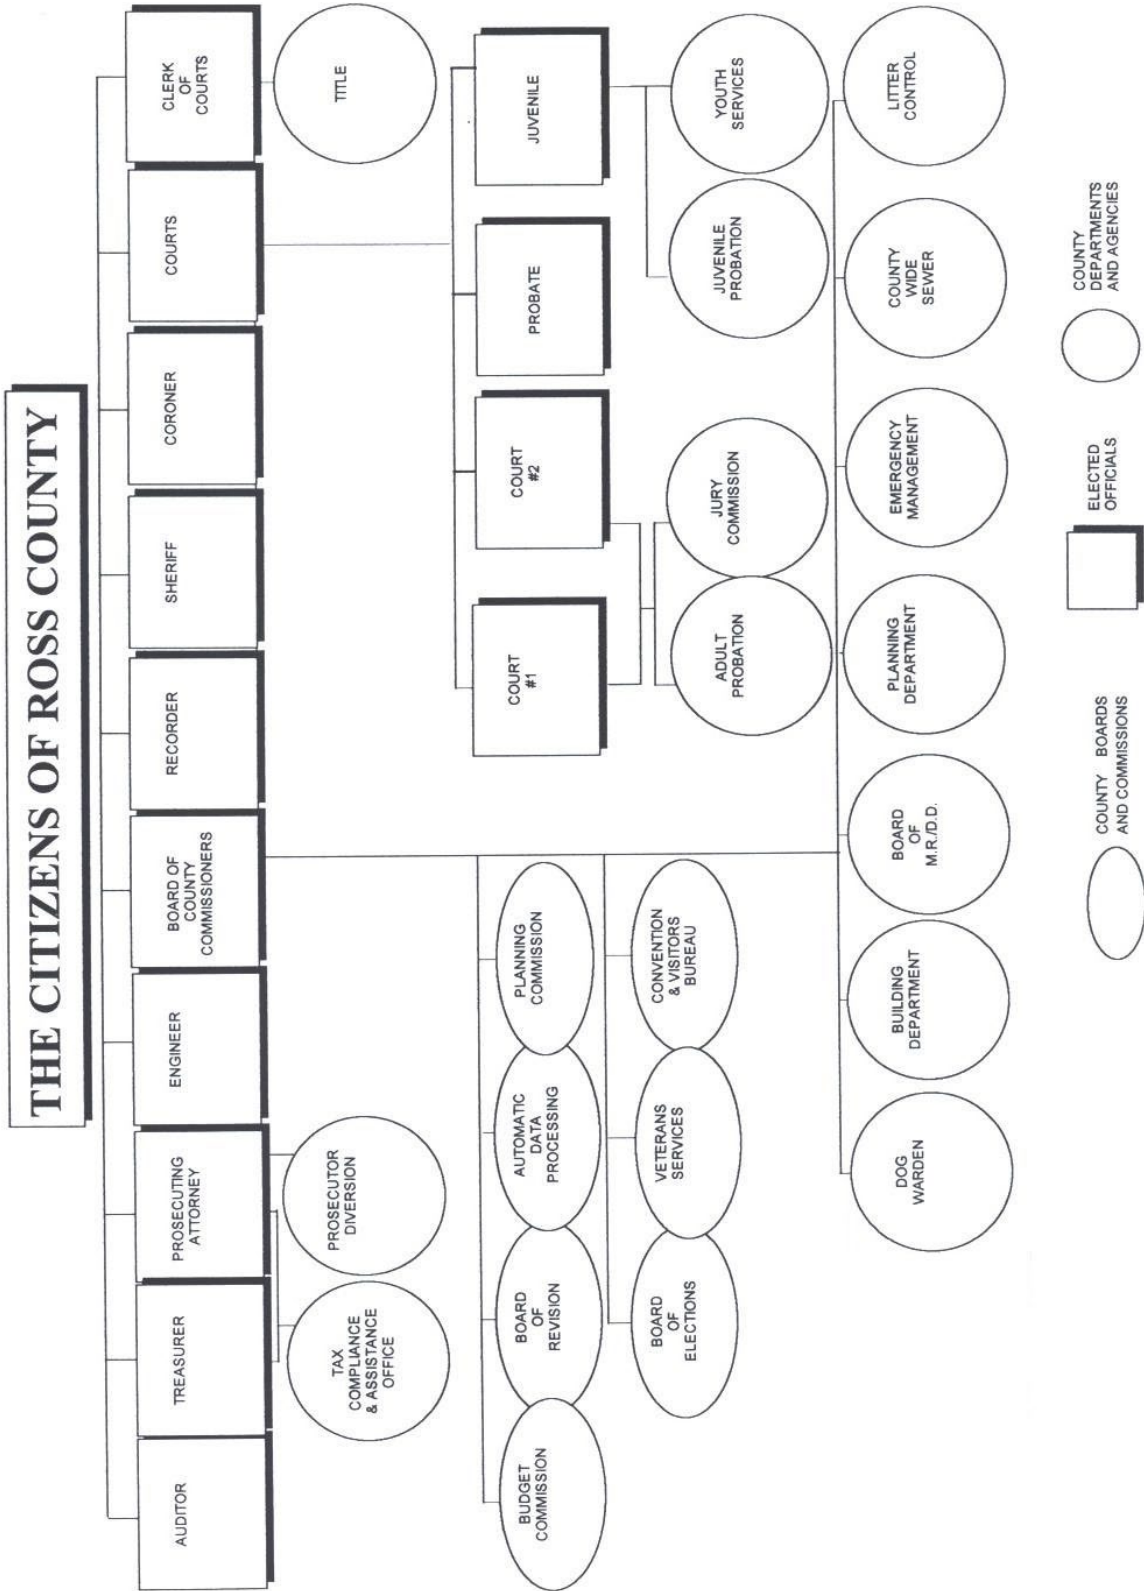 THE CITIZENS OF ROSS COUNTY
AUDITOR
TREASURER
PROSECUTING
ATTORNEY
ENGINEER
BOARD OF
COUNTY
COMMISSIONERS
RECORDER
SHERIFF
CORONER
COURTS
CLERK
OF
COURTS
TAX
COMPLIANCE
& ASSISTANCE
OFFICE
PROSECUTOR
DIVERSION
TITLE
BUDGET
COMMISSION
BOARD
OF
REVISION
AUTOMATIC
DATA
PROCESSING
PLANNING
COMMISSION
COURT
#1
COURT
#2
PROBATE
JUVENILE
BOARD
OF
ELECTIONS
VETERANS
SERVICES
CONVENTION
& VISITORS
BUREAU
ADULT
PROBATION
JURY
COMMISSION
JUVENILE
PROBATION
YOUTH
SERVICES
DOG
WARDEN
BUILDING
DEPARTMENT
BOARD
OF
M.R./D.D.
PLANNING
DEPARTMENT
EMERGENCY
MANAGEMENT
COUNTY
WIDE
SEWER
LITTER
CONTROL
COUNTY BOARDS
AND COMMISSIONS
ELECTED
OFFICIALS
COUNTY
DEPARTMENTS
AND AGENCIES